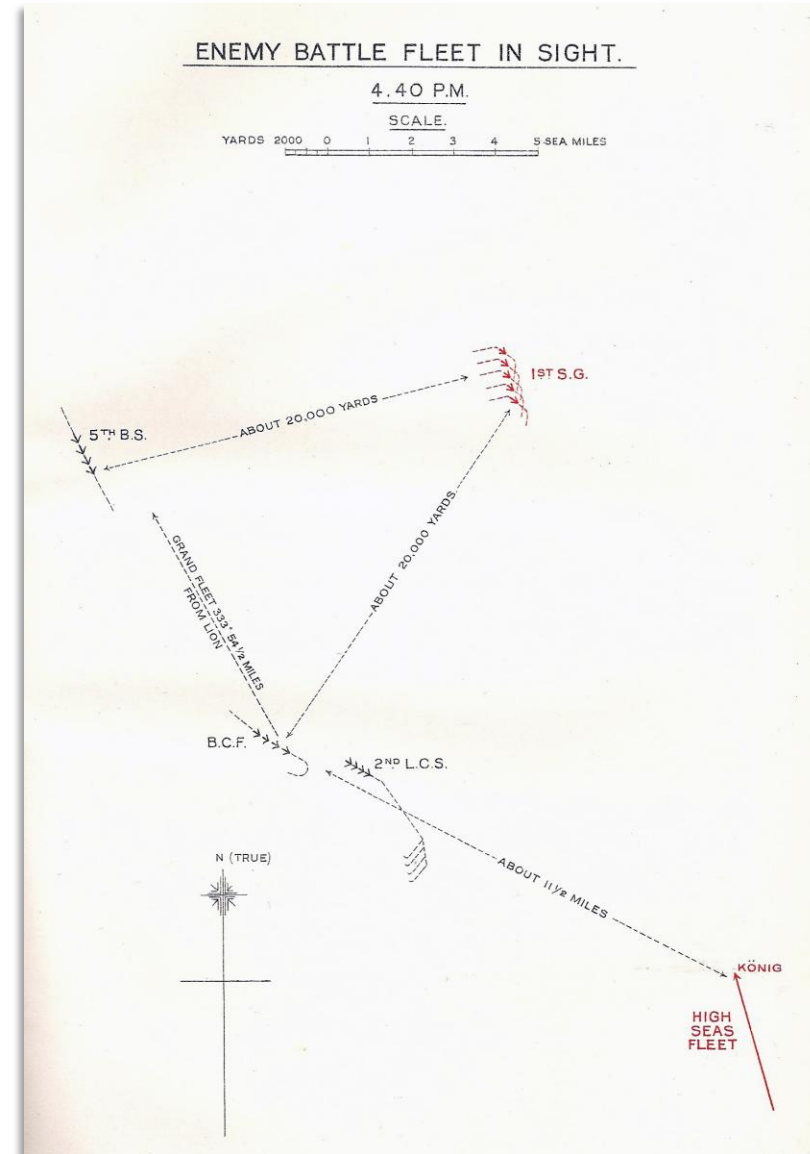 ENEMY BATTLE FLEET IN SIGHT.
4.40 P.M.
SCALE.
YARDS 2000 0 1 2 3 4 5 SEA MILES
1ST S.G.
5TH B.S.
ABOUT 20,000 YARDS
ABOUT 20,000 YARDS
GRAND FLEET 333° 54 1/2 MILES
FROM LION
B.C.F.
2ND L.C.S.
N (TRUE)
ABOUT 11 1/2 MILES
KÖNIG
HIGH
SEAS
FLEET